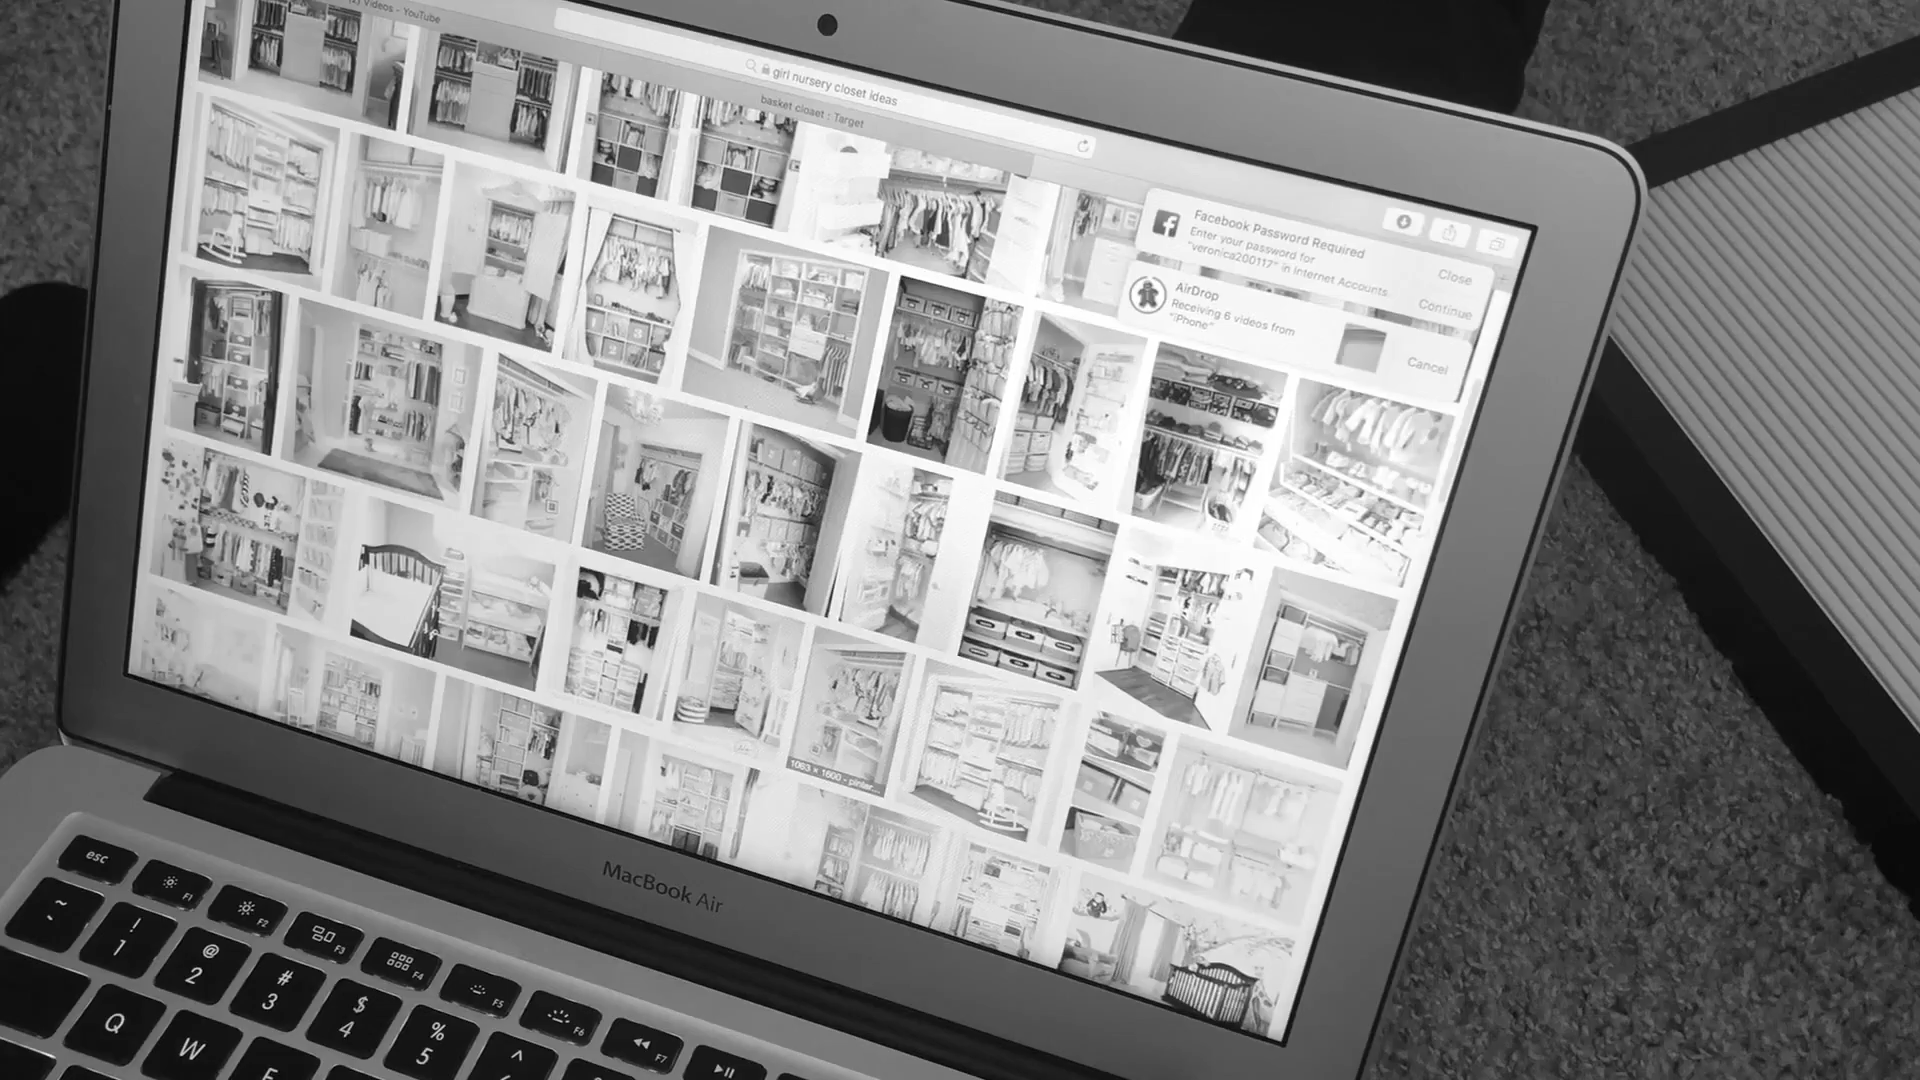 Videos - YouTube
girl nursery closet ideas
basket closet : Target
Facebook Password Required
Enter your password for
"veronica200117" in Internet Accounts.
Close
Continue
AirDrop
Receiving 6 videos from
"iPhone"
Cancel
1063 × 1600 - pinter...
MacBook Air
esc
F1
F2
F3
F4
F5
F6
F7
~
!
1
@
2
#
3
$
4
%
5
^
Q
W
E